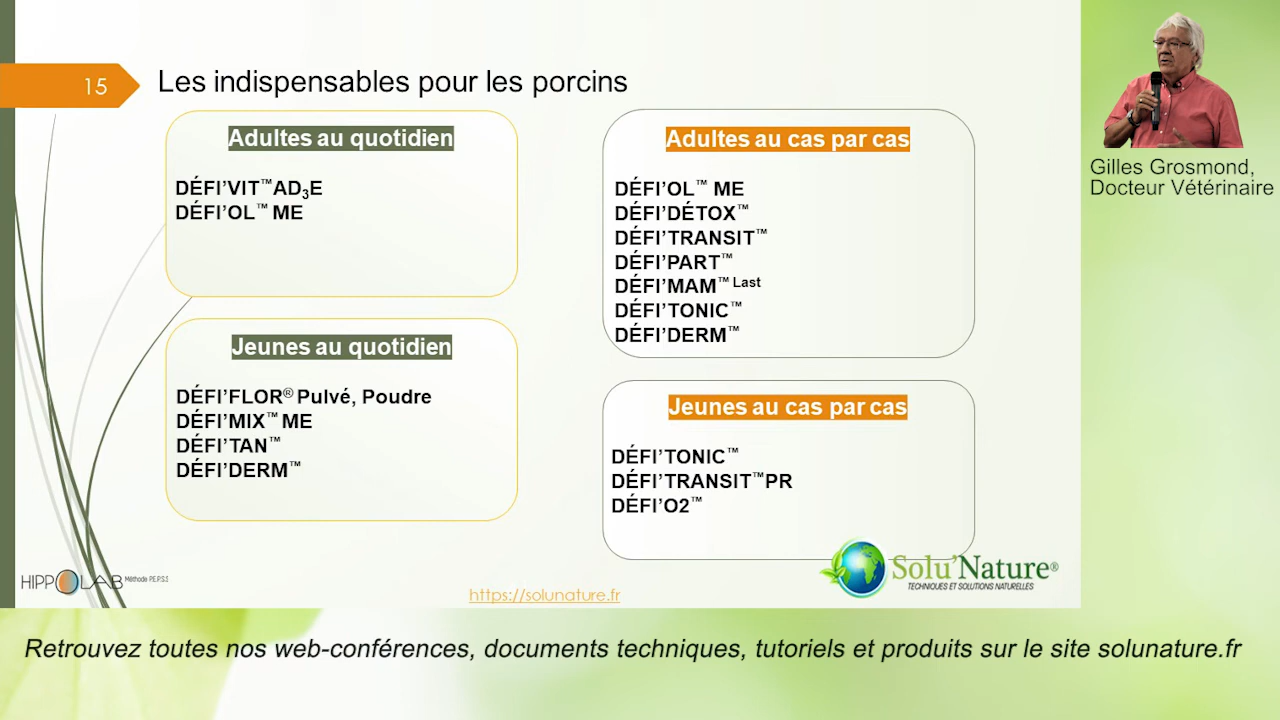 15
Les indispensables pour les porcins
Adultes au quotidien
DÉFI’VIT™AD3E
DÉFI’OL™ ME
Jeunes au quotidien
DÉFI’FLOR® Pulvé, Poudre
DÉFI’MIX™ ME
DÉFI’TAN™
DÉFI’DERM™
Adultes au cas par cas
DÉFI’OL™ ME
DÉFI’DÉTOX™
DÉFI’TRANSIT™
DÉFI’PART™
DÉFI’MAM™ Last
DÉFI’TONIC™
DÉFI’DERM™
Jeunes au cas par cas
DÉFI’TONIC™
DÉFI’TRANSIT™PR
DÉFI’O2™
Gilles Grosmond,
Docteur Vétérinaire
HIPPOLAB Méthode P.E.P.S.S
https://solunature.fr
Solu’Nature®
TECHNIQUES ET SOLUTIONS NATURELLES
Retrouvez toutes nos web-conférences, documents techniques, tutoriels et produits sur le site solunature.fr